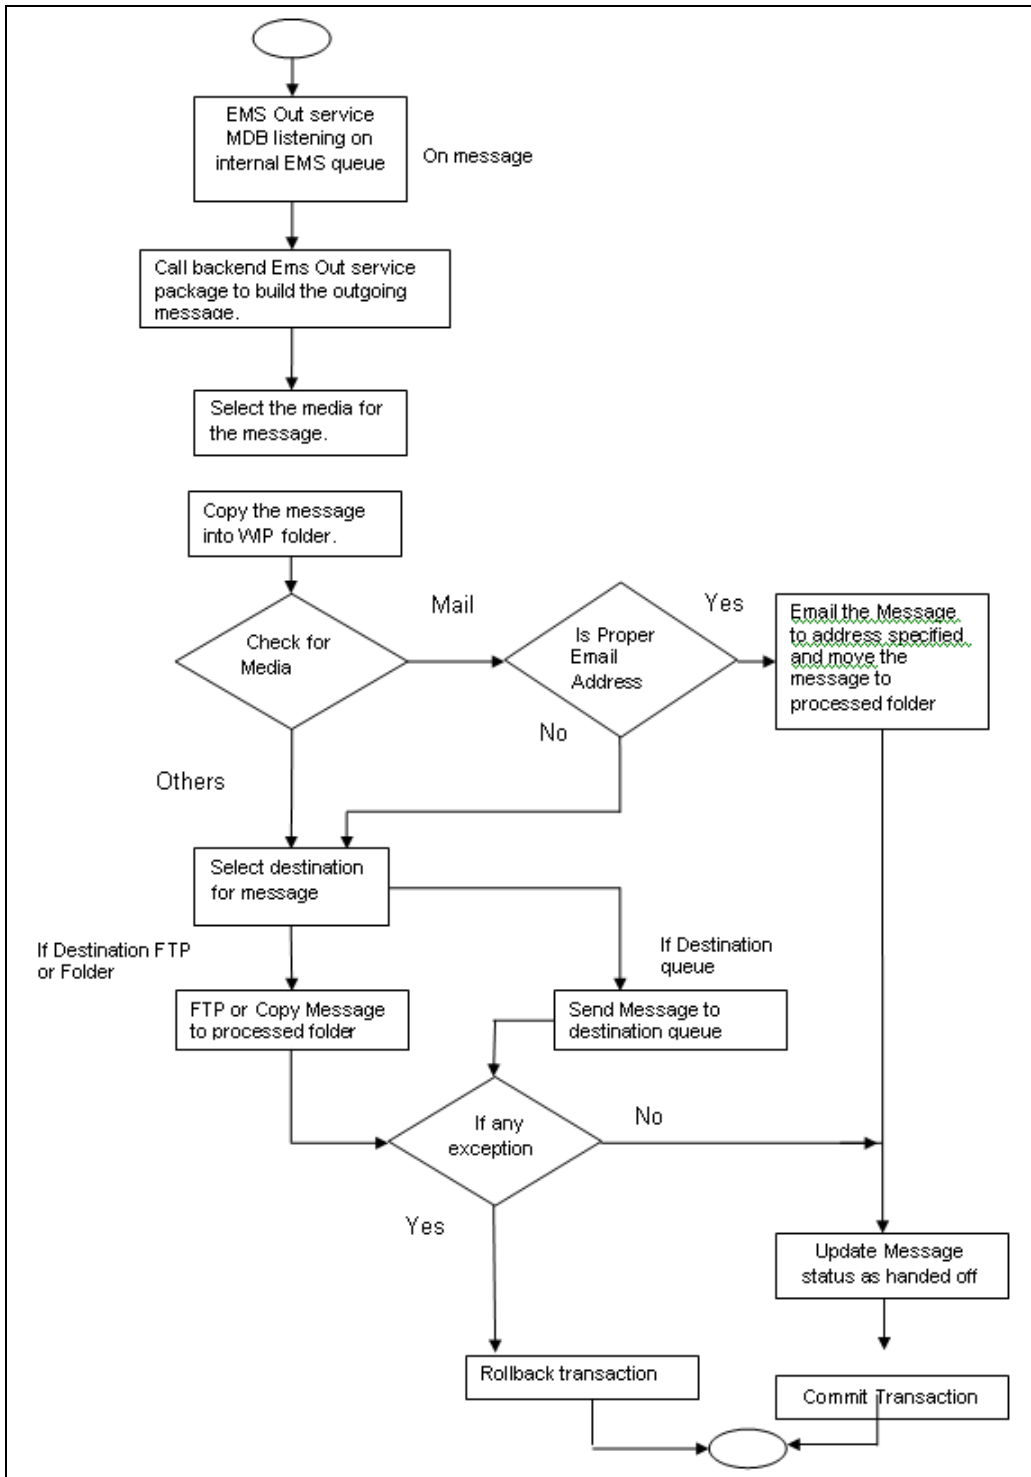 EMS Out service
MDB listening on
internal EMS queue
On message
Call backend Ems Out service
package to build the outgoing
message.
Select the media for
the message.
Copy the message
into WIP folder.
Check for
Media
Mail
Is Proper
Email
Address
Yes
Email the Message
to address specified
and move the
message to
processed folder
No
Others
Select destination
for message
If Destination FTP
or Folder
If Destination
queue
FTP or Copy Message
to processed folder
Send Message to
destination queue
If any
exception
No
Yes
Update Message
status as handed off
Rollback transaction
Commit Transaction